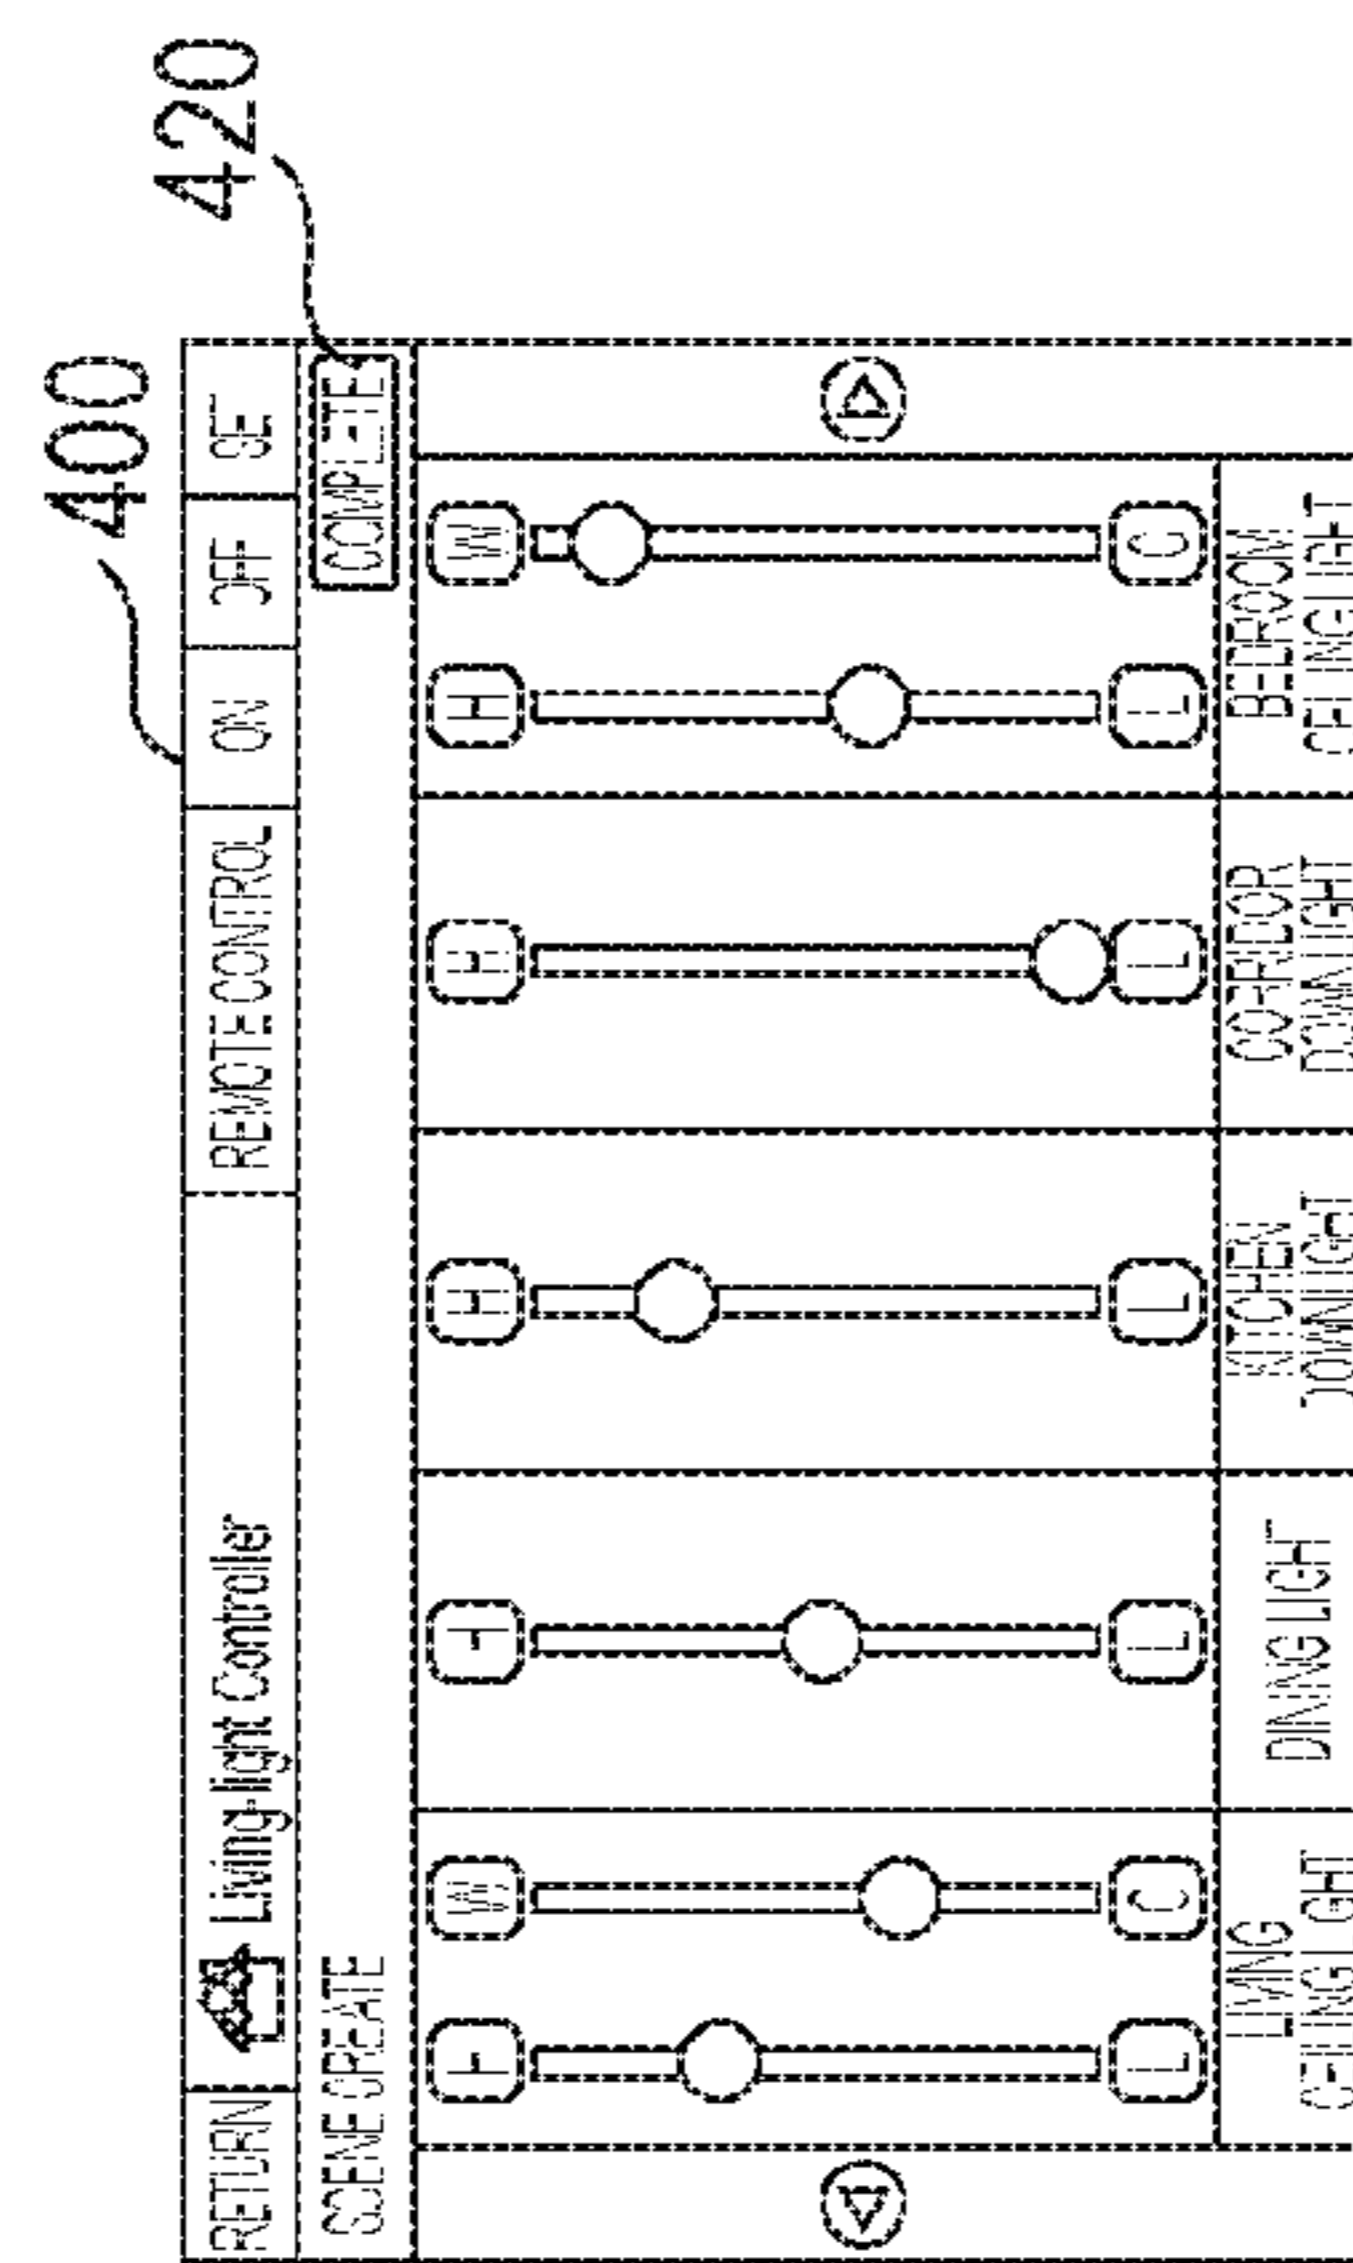 400
RETURN Living-light Controller REMOTE CONTROL ON OFF SET
420
SCENE CREATE COMPLETE
H W H H H H W
L C L L L L C
LIVING CEILING LIGHT
DINING LIGHT
KITCHEN DOWNLIGHT
CORRIDOR DOWNLIGHT
BEDROOM CEILING LIGHT